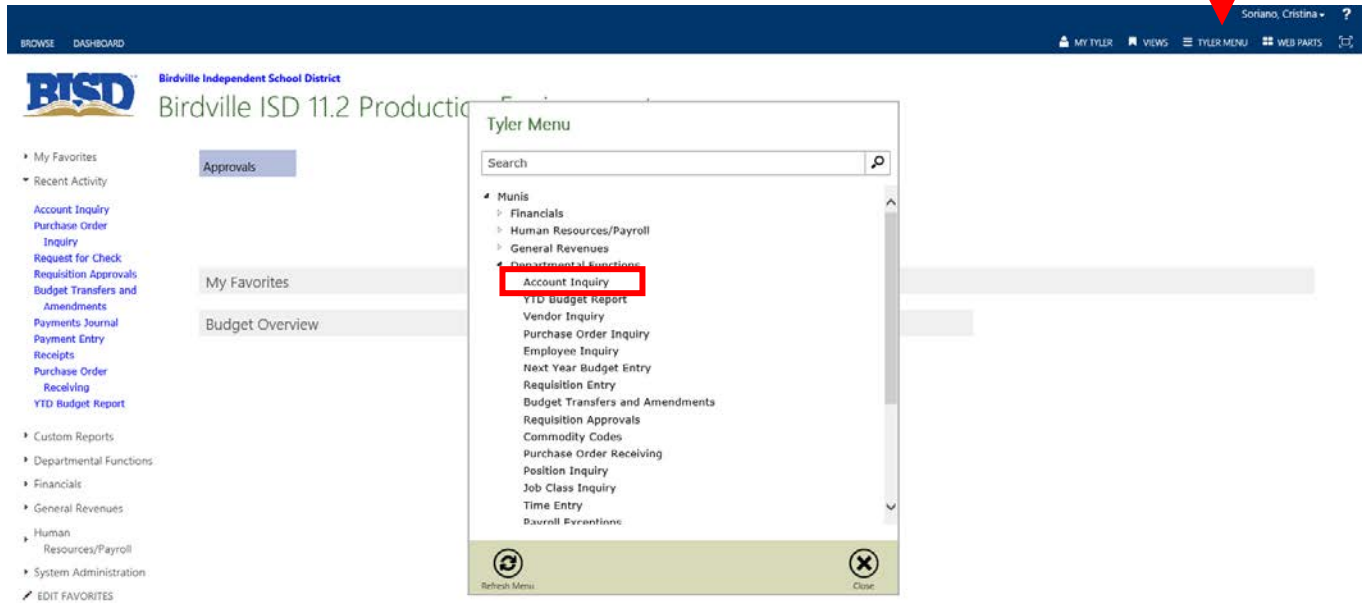 Soriano, Cristina ?
BROWSE DASHBOARD
MY TYLER VIEWS TYLER MENU WEB PARTS
BISD
Birdville Independent School District
Birdville ISD 11.2 Productio
My Favorites
Recent Activity
Account Inquiry
Purchase Order
Inquiry
Request for Check
Requisition Approvals
Budget Transfers and
Amendments
Payments Journal
Payment Entry
Receipts
Purchase Order
Receiving
YTD Budget Report
Custom Reports
Departmental Functions
Financials
General Revenues
Human
Resources/Payroll
System Administration
EDIT FAVORITES
Approvals
My Favorites
Budget Overview
Tyler Menu
Search
Munis
Financials
Human Resources/Payroll
General Revenues
Departmental Functions
Account Inquiry
YTD Budget Report
Vendor Inquiry
Purchase Order Inquiry
Employee Inquiry
Next Year Budget Entry
Requisition Entry
Budget Transfers and Amendments
Requisition Approvals
Commodity Codes
Purchase Order Receiving
Position Inquiry
Job Class Inquiry
Time Entry
Payroll Exceptions
Refresh Menu
Close